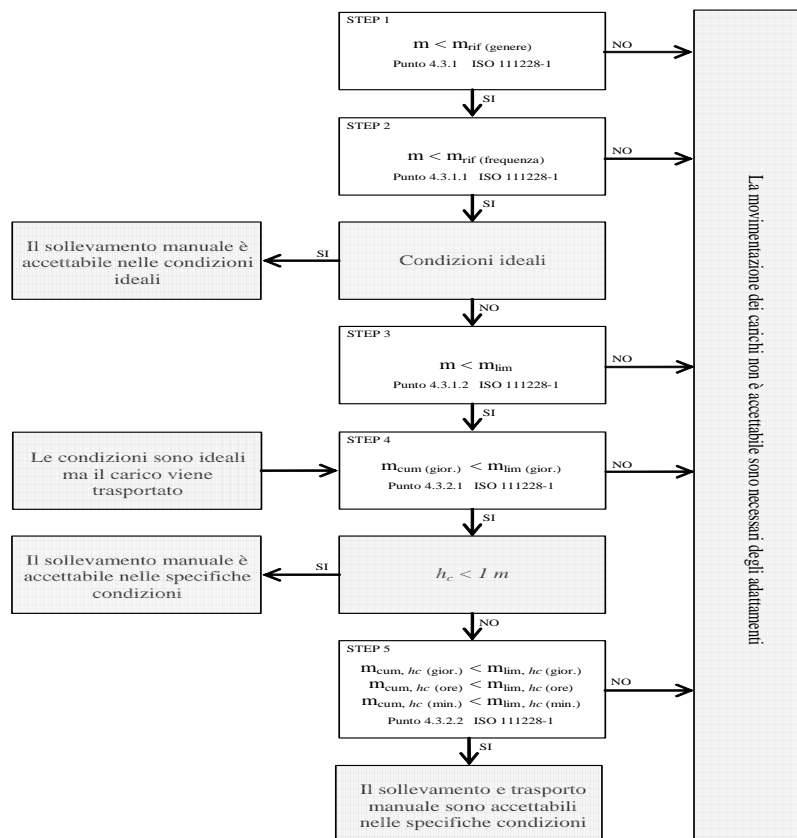 STEP 1
m < mrif (genere)
Punto 4.3.1 ISO 111228-1
NO
SI
STEP 2
m < mrif (frequenza)
Punto 4.3.1.1 ISO 111228-1
NO
SI
Il sollevamento manuale è
accettabile nelle condizioni
ideali
SI
Condizioni ideali
NO
STEP 3
m < mlim
Punto 4.3.1.2 ISO 111228-1
NO
SI
Le condizioni sono ideali
ma il carico viene
trasportato
STEP 4
mcum (gior.) < mlim (gior.)
Punto 4.3.2.1 ISO 111228-1
NO
SI
Il sollevamento manuale è
accettabile nelle specifiche
condizioni
SI
hc < 1 m
NO
STEP 5
mcum, hc (gior.) < mlim, hc (gior.)
mcum, hc (ore) < mlim, hc (ore)
mcum, hc (min.) < mlim, hc (min.)
Punto 4.3.2.2 ISO 111228-1
NO
SI
Il sollevamento e trasporto
manuale sono accettabili
nelle specifiche condizioni
La movimentazione dei carichi non è accettabile sono necessari degli adattamenti